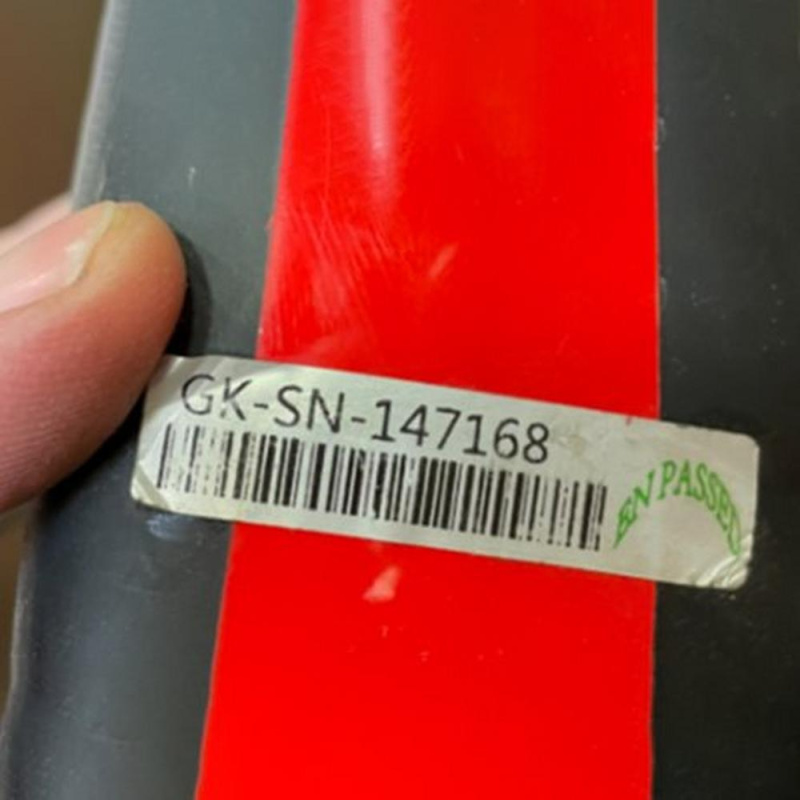 GK-SN-147168
EN PASSED